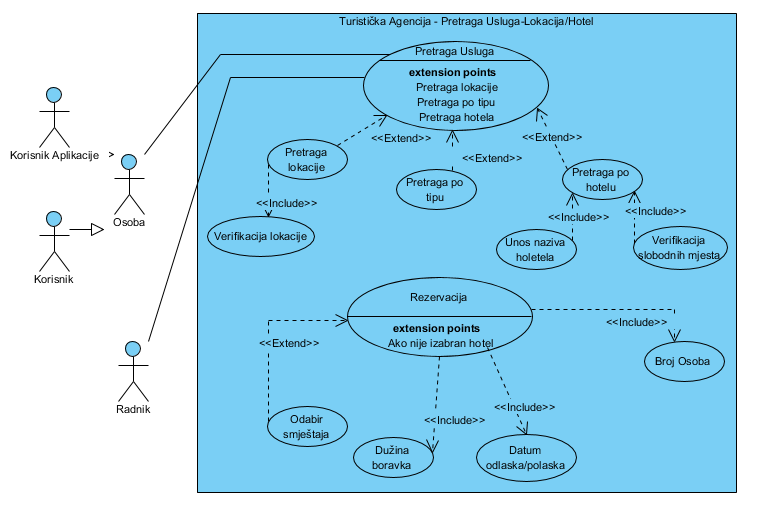 Turistička Agencija - Pretraga Usluga-Lokacija/Hotel
Pretraga Usluga
extension points
Pretraga lokacije
Pretraga po tipu
Pretraga hotela
Korisnik Aplikacije
Osoba
Korisnik
Radnik
<<Extend>>
<<Extend>>
<<Extend>>
Pretraga
lokacije
Pretraga po
tipu
Pretraga po
hotelu
<<Include>>
<<Include>>
<<Include>>
Verifikacija lokacije
Unos naziva
holetela
Verifikacija
slobodnih mjesta
Rezervacija
extension points
Ako nije izabran hotel
<<Extend>>
<<Include>>
Broj Osoba
<<Include>>
<<Include>>
Odabir
smještaja
Dužina
boravka
Datum
odlaska/polaska